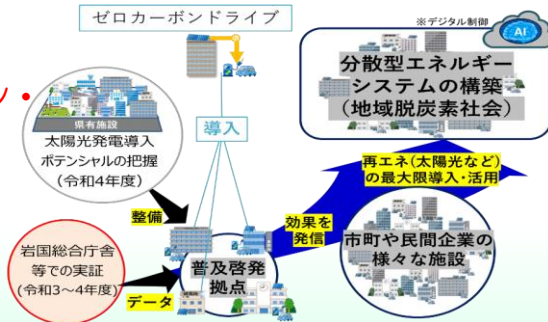 ゼロカーボンドライブ
※デジタル制御
AI
分散型エネルギー
システムの構築
(地域脱炭素社会)
県有施設
太陽光発電導入
ポテンシャルの把握
(令和4年度)
導入
再エネ(太陽光など)
の最大限導入・活用
整備
効果を
発信
市町や民間企業の
様々な施設
岩国総合庁舎
等での実証
(令和3~4年度)
データ
普及啓発
拠点